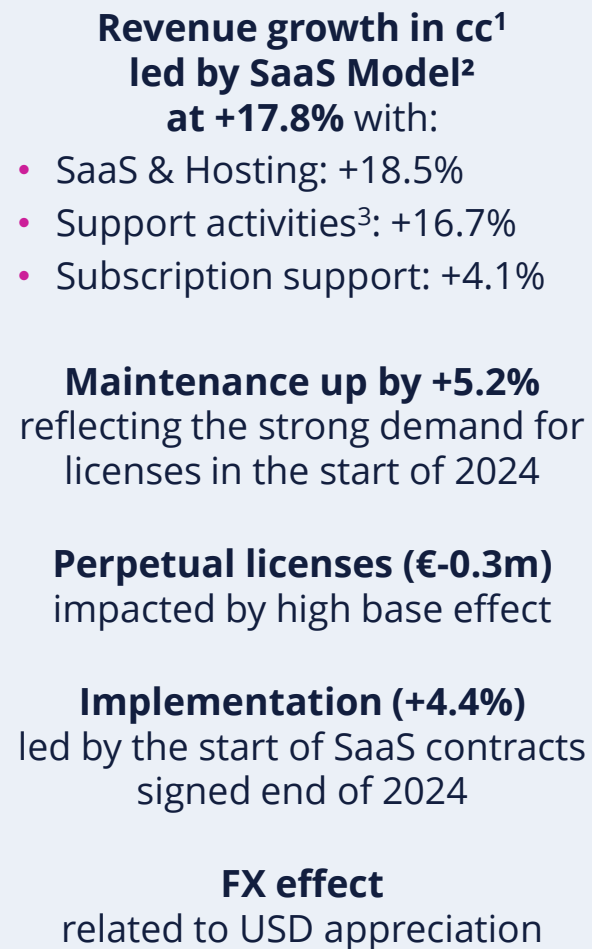 Revenue growth in cc¹
led by SaaS Model²
at +17.8% with:
• SaaS & Hosting: +18.5%
• Support activities³: +16.7%
• Subscription support: +4.1%
Maintenance up by +5.2%
reflecting the strong demand for
licenses in the start of 2024
Perpetual licenses (€-0.3m)
impacted by high base effect
Implementation (+4.4%)
led by the start of SaaS contracts
signed end of 2024
FX effect
related to USD appreciation